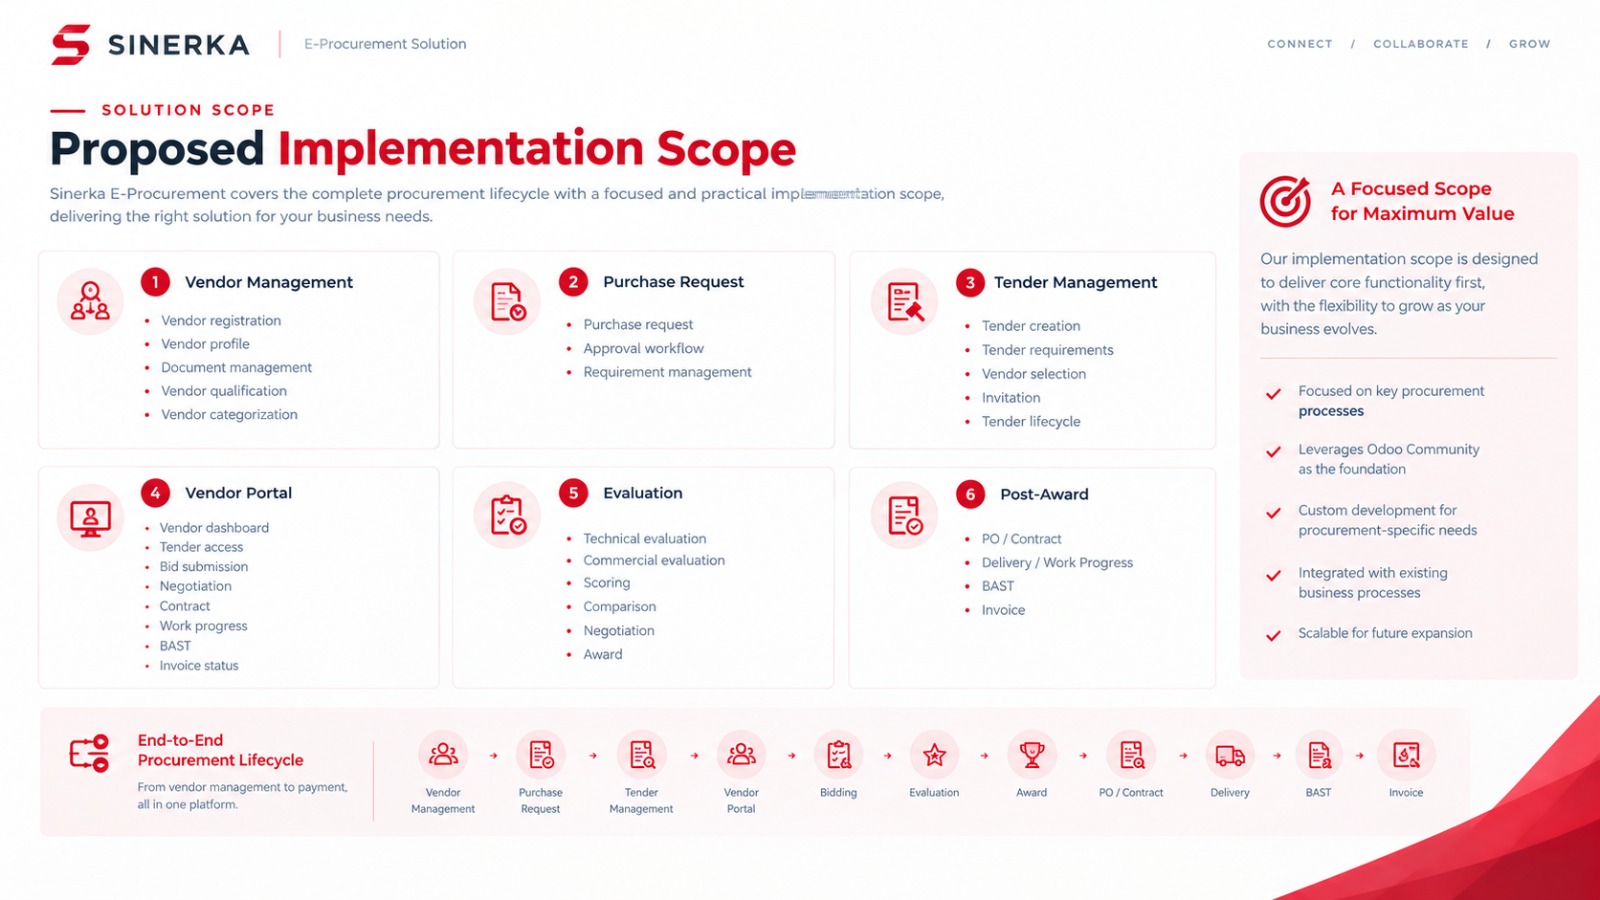 SINERKA
E-Procurement Solution
CONNECT / COLLABORATE / GROW
SOLUTION SCOPE
Proposed Implementation Scope
Sinerka E-Procurement covers the complete procurement lifecycle with a focused and practical scope,
delivering the right solution for your business needs.
1 Vendor Management
• Vendor registration
• Vendor profile
• Document management
• Vendor qualification
• Vendor categorization
2 Purchase Request
• Purchase request
• Approval workflow
• Requirement management
3 Tender Management
• Tender creation
• Tender requirements
• Vendor selection
• Invitation
• Tender lifecycle
4 Vendor Portal
• Vendor dashboard
• Tender access
• Bid submission
• Negotiation
• Contract
• Work progress
• BAST
• Invoice status
5 Evaluation
• Technical evaluation
• Commercial evaluation
• Scoring
• Comparison
• Negotiation
• Award
6 Post-Award
• PO / Contract
• Delivery / Work Progress
• BAST
• Invoice
A Focused Scope
for Maximum Value
Our implementation scope is designed
to deliver core functionality first,
with the flexibility to grow as your
business evolves.
Focused on key procurement
processes
Leverages Odoo Community
as the foundation
Custom development for
procurement-specific needs
Integrated with existing
business processes
Scalable for future expansion
End-to-End
Procurement Lifecycle
From vendor management to payment,
all in one platform.
Vendor
Management
Purchase
Request
Tender
Management
Vendor
Portal
Bidding
Evaluation
Award
PO / Contract
Delivery
BAST
Invoice